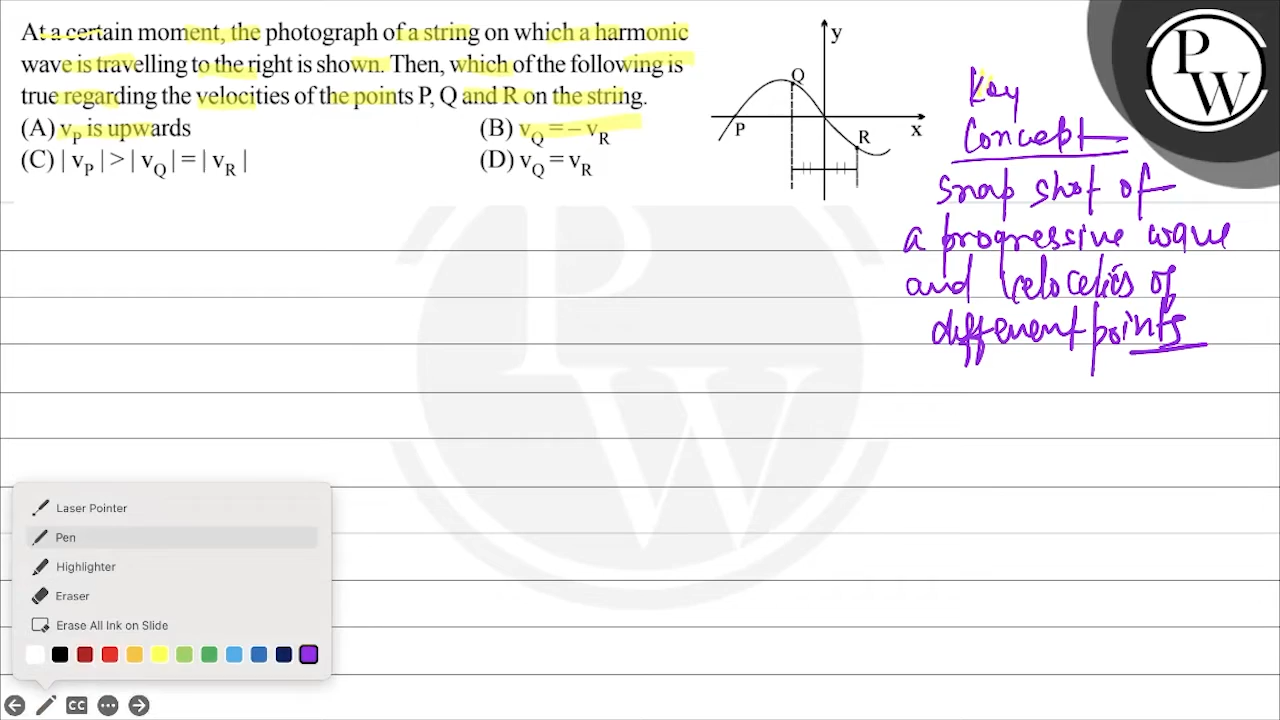 At a certain moment, the photograph of a string on which a harmonic
wave is travelling to the right is shown. Then, which of the following is
true regarding the velocities of the points P, Q and R on the string.
(A) vP is upwards
(B) vQ = – vR
(C) | vP | > | vQ | = | vR |
(D) vQ = vR
y
Q
P
R
x
P
W
Key
Concept
snap shot of
a progressive wave
and velocities of
different points
P
W
Laser Pointer
Pen
Highlighter
Eraser
Erase All Ink on Slide
CC